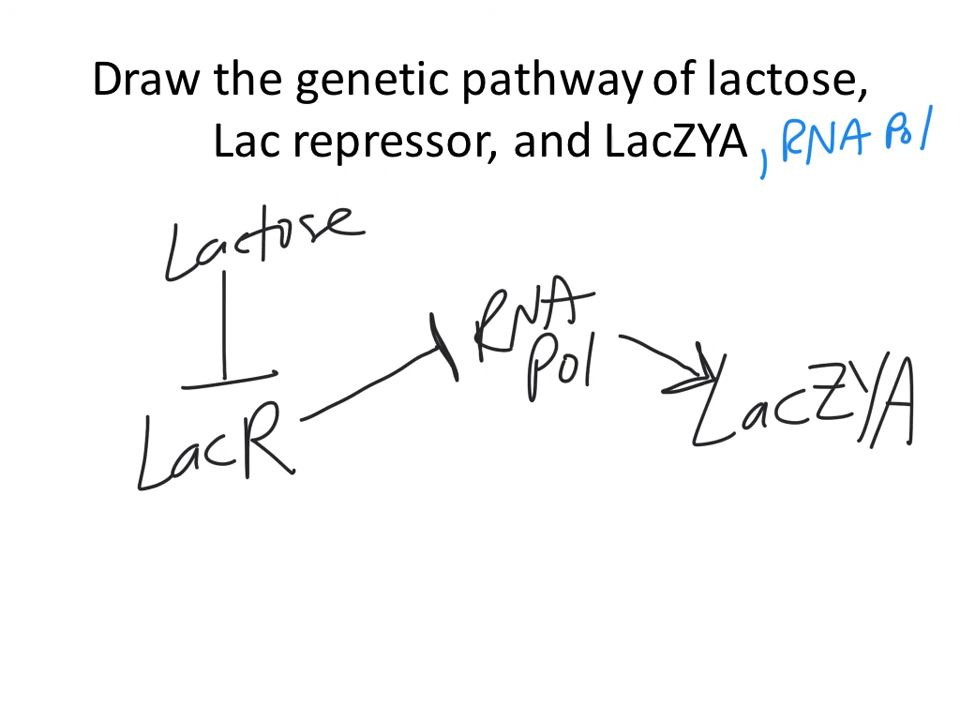 Draw the genetic pathway of lactose,
Lac repressor, and LacZYA , RNA Pol
Lactose
RNA
Pol
LacZYA
LacR